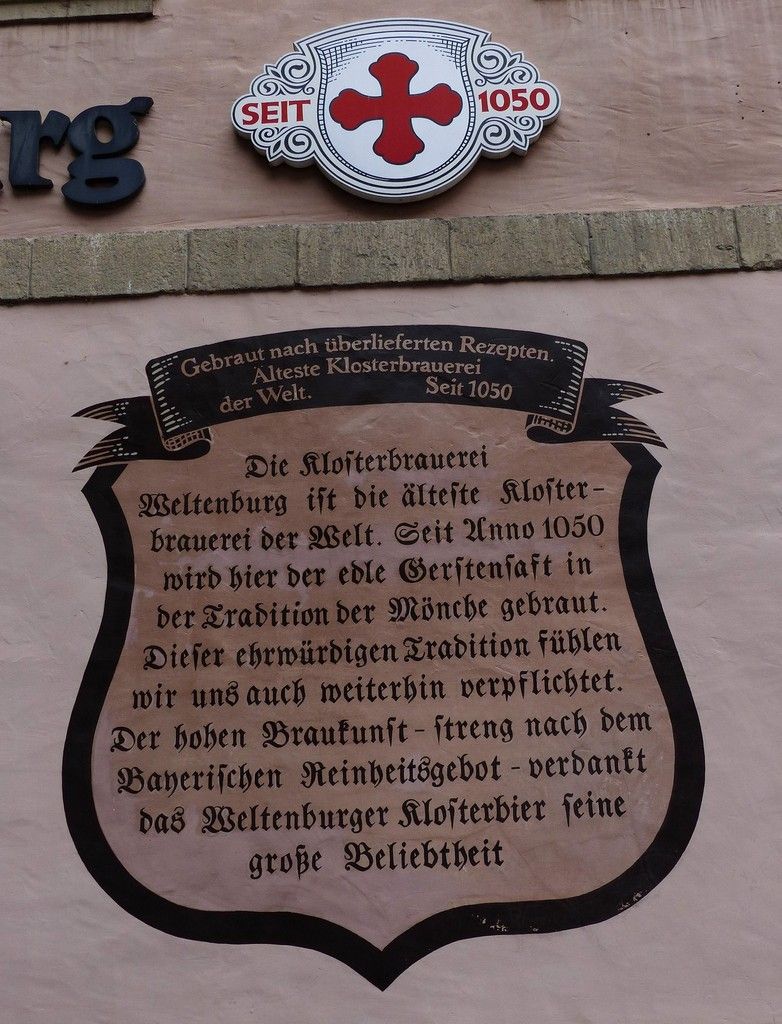 SEIT 1050
rg
Gebraut nach überlieferten Rezepten.
Älteste Klosterbrauerei
der Welt. Seit 1050
Die Kloſterbrauerei
Weltenburg iſt die älteſte Kloſter-
brauerei der Welt. Seit Anno 1050
wird hier der edle Gerſtenſaft in
der Tradition der Mönche gebraut.
Dieſer ehrwürdigen Tradition fühlen
wir uns auch weiterhin verpflichtet.
Der hohen Braukunſt - ſtreng nach dem
Bayeriſchen Reinheitsgebot - verdankt
das Weltenburger Kloſterbier ſeine
große Beliebtheit